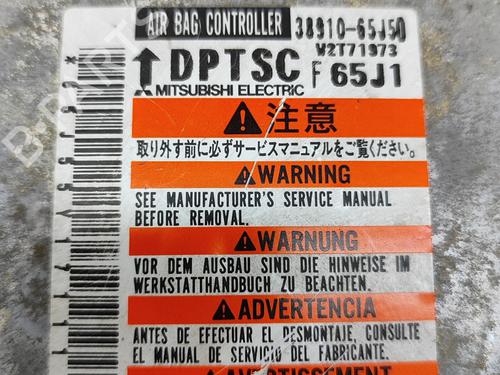 AIR BAG CONTROLLER 38910-65J50
W2T71973
↑DPTSC F 65J1
MITSUBISHI ELECTRIC
⚠注意
取り外す前に必ずサービスマニュアルをご覧ください。
⚠WARNING
SEE MANUFACTURER'S SERVICE MANUAL
BEFORE REMOVAL.
⚠WARNUNG
VOR DEM AUSBAU SIND DIE HINWEISE IM
WERKSTATTHANDBUCH ZU BEACHTEN.
⚠ADVERTENCIA
ANTES DE EFECTUAR EL DESMONTAJE, CONSULTE
EL MANUAL DE SERVICIO DEL FABRICANTE.
⚠AVERTISSEMENT